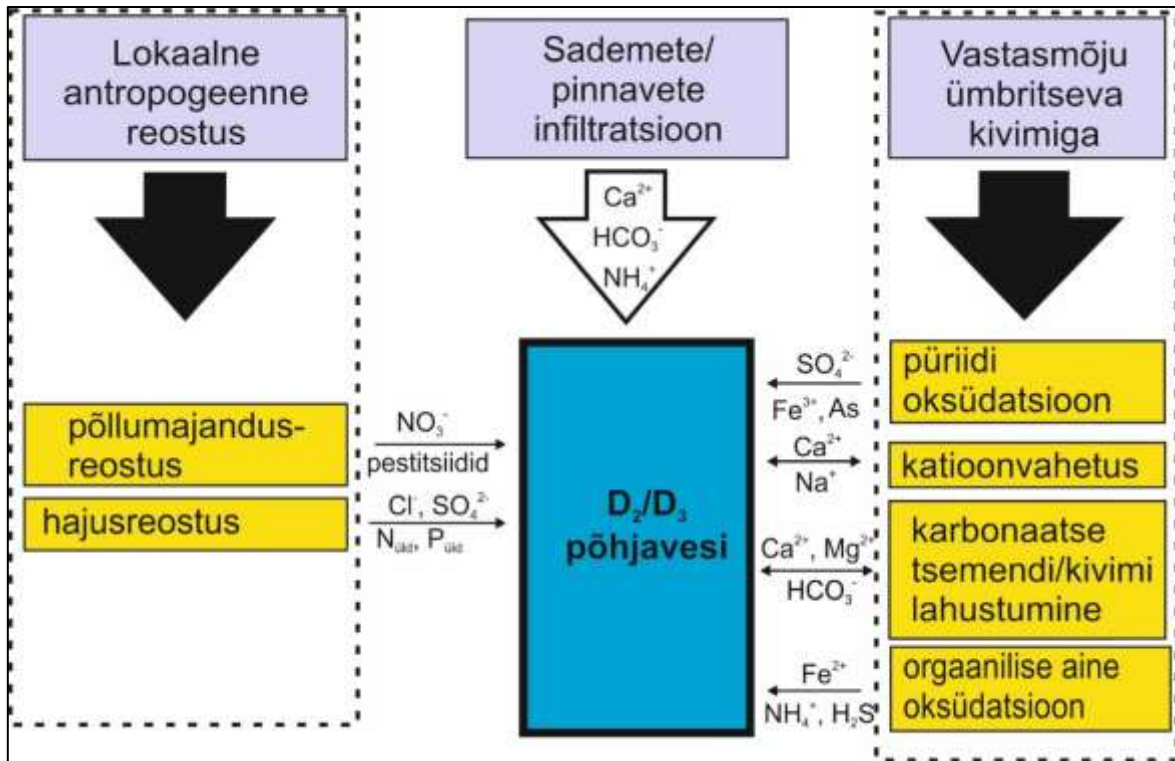 Lokaalne
antropogeenne
reostus
Sademete/
pinnavete
infiltratsioon
Vastasmõju
ümbritseva
kivimiga
Ca²⁺
HCO₃⁻
NH₄⁺
põllumajandus-
reostus
hajusreostus
NO₃⁻
pestitsiidid
Cl⁻, SO₄²⁻
Nüld, Püld
D₂/D₃
põhjavesi
SO₄²⁻
Fe³⁺, As
Ca²⁺
Na⁺
Ca²⁺, Mg²⁺
HCO₃⁻
Fe²⁺
NH₄⁺, H₂S
püriidi
oksüdatsioon
katioonvahetus
karbonaatse
tsemendi/kivimi
lahustumine
orgaanilise aine
oksüdatsioon